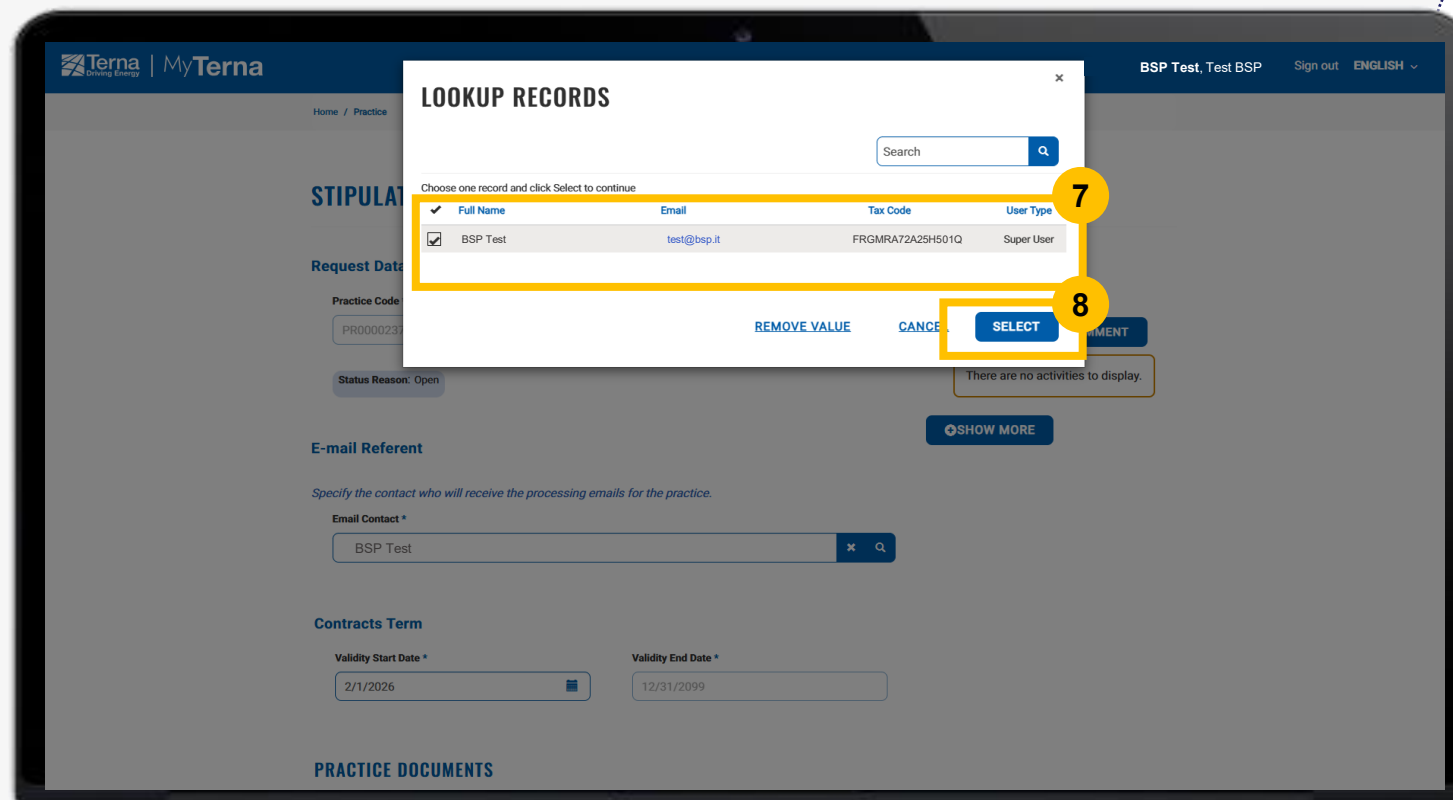 Terna
Driving Energy
MyTerna
BSP Test, Test BSP
Sign out ENGLISH
Home / Practice
LOOKUP RECORDS
×
Search
Choose one record and click Select to continue
7
Full Name Email Tax Code User Type
BSP Test test@bsp.it FRGMRA72A25H501Q Super User
8
REMOVE VALUE CANCEL SELECT
STIPULAT
Request Data
Practice Code
PR0000237
MMENT
Status Reason: Open
There are no activities to display.
SHOW MORE
E-mail Referent
Specify the contact who will receive the processing emails for the practice.
Email Contact *
BSP Test
Contracts Term
Validity Start Date * Validity End Date *
2/1/2026 12/31/2099
PRACTICE DOCUMENTS